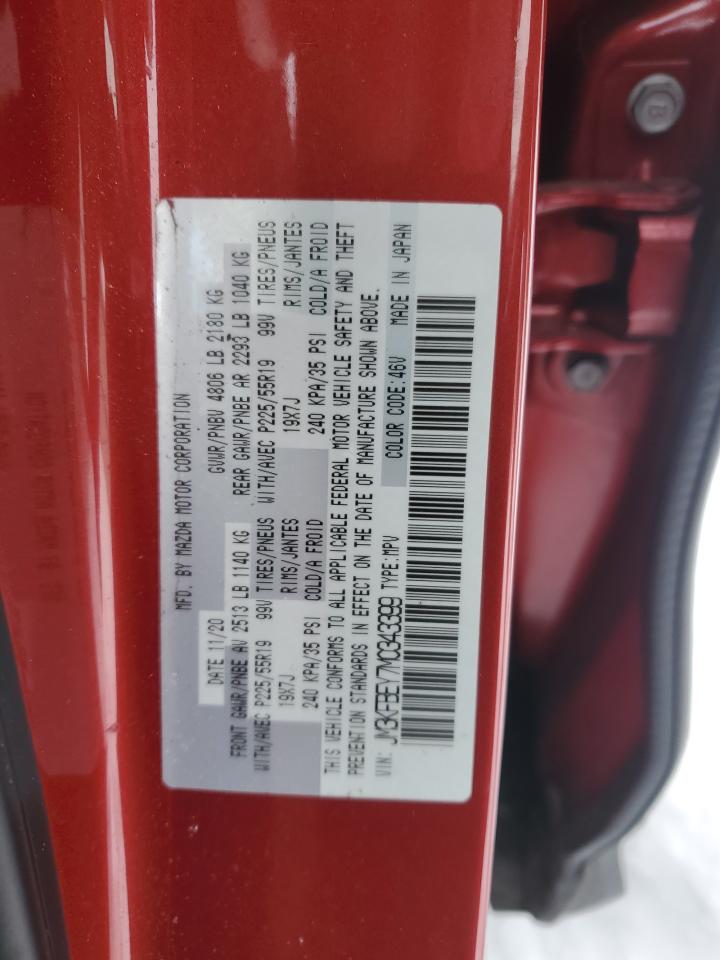 MFD. BY MAZDA MOTOR CORPORATION
DATE 11/20 GVWR/PNBV 4806 LB 2180 KG
FRONT GAWR/PNBE AV 2513 LB 1140 KG REAR GAWR/PNBE AR 2293 LB 1040 KG
WITH/AVEC P225/55R19 99V TIRES/PNEUS WITH/AVEC P225/55R19 99V TIRES/PNEUS
19X7J RIMS/JANTES 19X7J RIMS/JANTES
240 KPA/35 PSI COLD/A FROID 240 KPA/35 PSI COLD/A FROID
THIS VEHICLE CONFORMS TO ALL APPLICABLE FEDERAL MOTOR VEHICLE SAFETY AND THEFT
PREVENTION STANDARDS IN EFFECT ON THE DATE OF MANUFACTURE SHOWN ABOVE.
VIN: JM3KFBEY7M0343399 TYPE:MPV COLOR CODE:46V MADE IN JAPAN